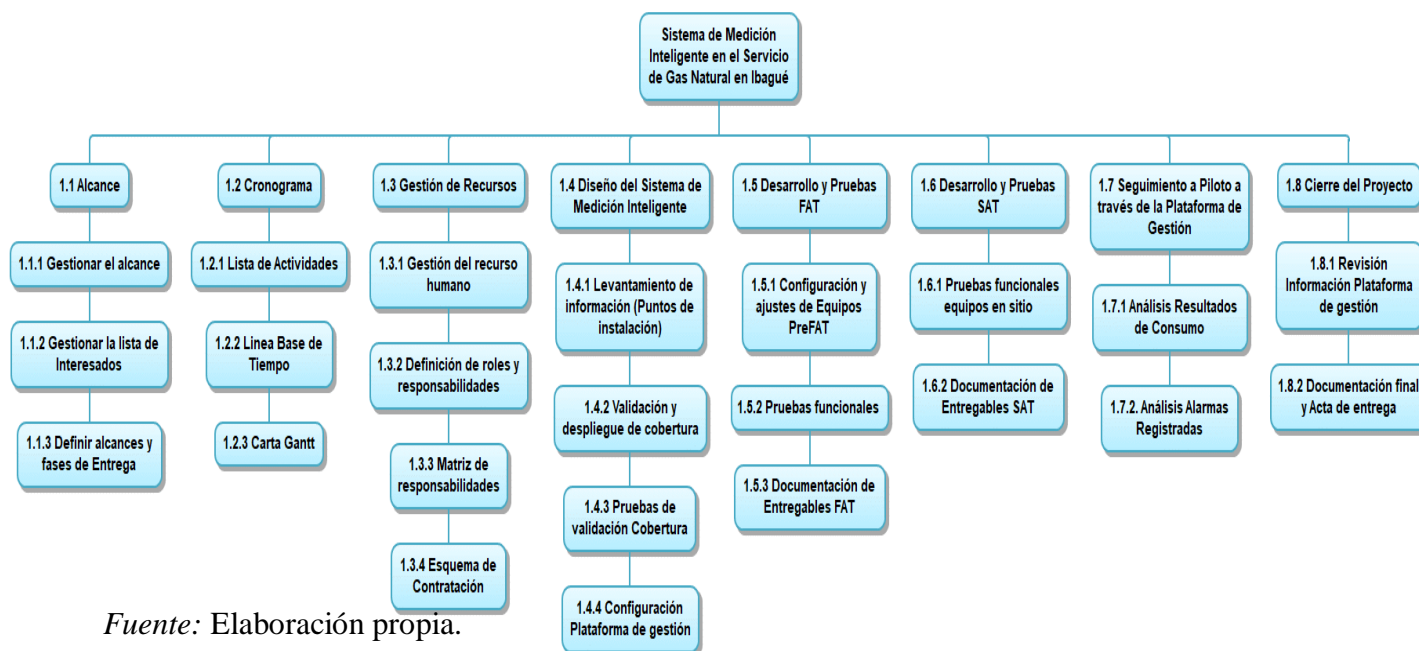 Sistema de Medición
Inteligente en el Servicio
de Gas Natural en Ibagué
1.1 Alcance
1.1.1 Gestionar el alcance
1.1.2 Gestionar la lista de
Interesados
1.1.3 Definir alcances y
fases de Entrega
1.2 Cronograma
1.2.1 Lista de Actividades
1.2.2 Linea Base de
Tiempo
1.2.3 Carta Gantt
1.3 Gestión de Recursos
1.3.1 Gestión del recurso
humano
1.3.2 Definición de roles y
responsabilidades
1.3.3 Matriz de
responsabilidades
1.3.4 Esquema de
Contratación
1.4 Diseño del Sistema de
Medición Inteligente
1.4.1 Levantamiento de
información (Puntos de
instalación)
1.4.2 Validación y
despliegue de cobertura
1.4.3 Pruebas de
validación Cobertura
1.4.4 Configuración
Plataforma de gestión
1.5 Desarrollo y Pruebas
FAT
1.5.1 Configuración y
ajustes de Equipos
PreFAT
1.5.2 Pruebas funcionales
1.5.3 Documentación de
Entregables FAT
1.6 Desarrollo y Pruebas
SAT
1.6.1 Pruebas funcionales
equipos en sitio
1.6.2 Documentación de
Entregables SAT
1.7 Seguimiento a Piloto a
través de la Plataforma de
Gestión
1.7.1 Análisis Resultados
de Consumo
1.7.2. Análisis Alarmas
Registradas
1.8 Cierre del Proyecto
1.8.1 Revisión
Información Plataforma
de gestión
1.8.2 Documentación final
y Acta de entrega
Fuente: Elaboración propia.